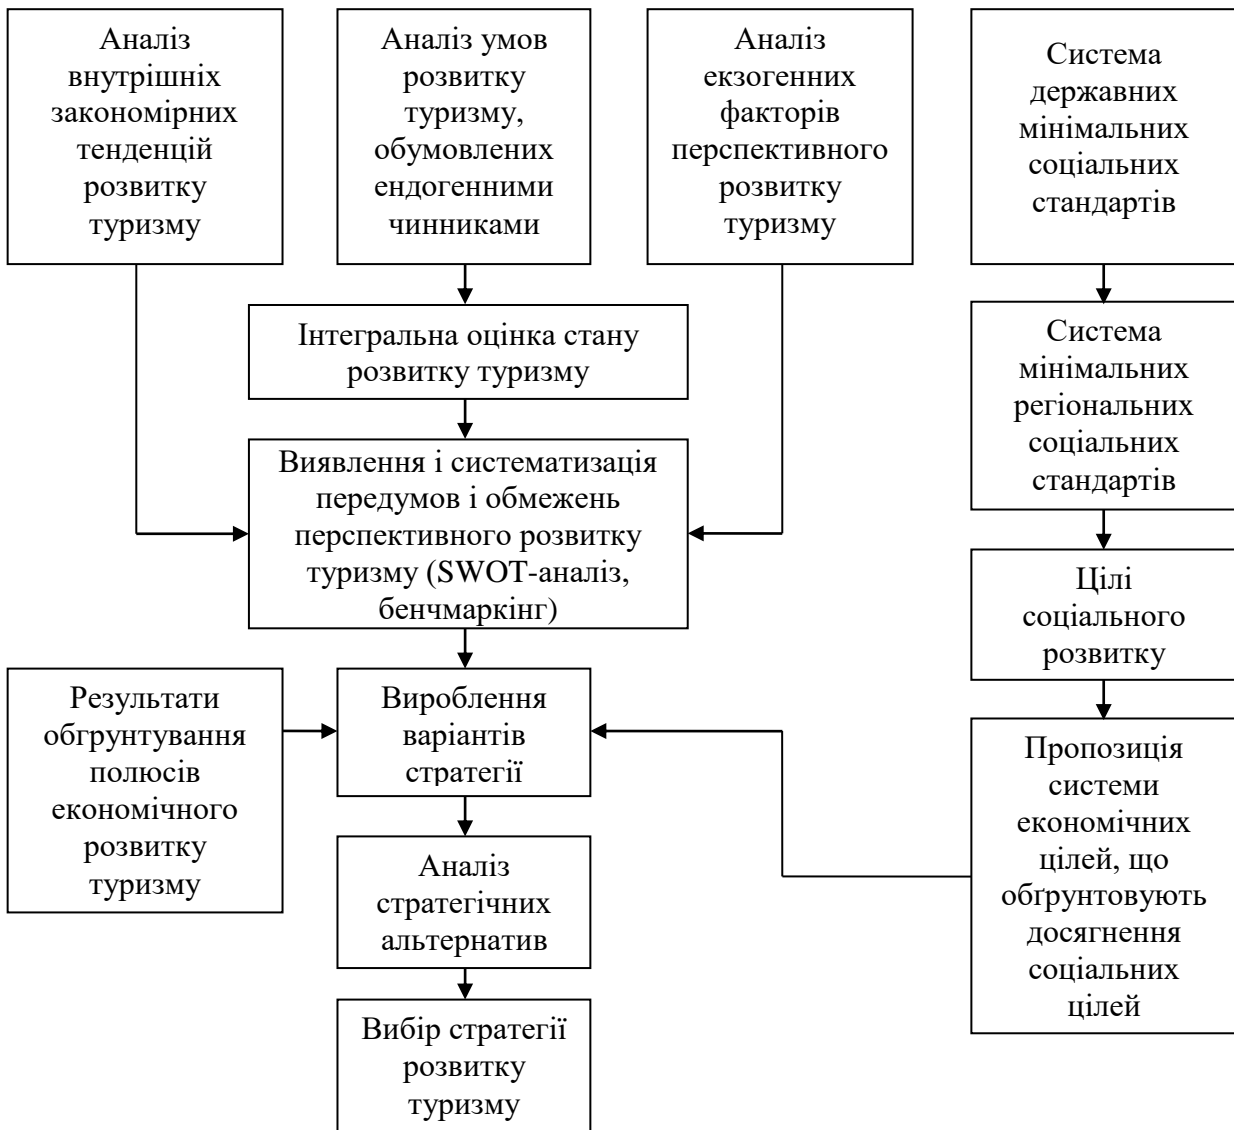 Аналіз
внутрішніх
закономірних
тенденцій
розвитку
туризму
Аналіз умов
розвитку
туризму,
обумовлених
ендогенними
чинниками
Аналіз
екзогенних
факторів
перспективного
розвитку
туризму
Система
державних
мінімальних
соціальних
стандартів
Інтегральна оцінка стану
розвитку туризму
Система
мінімальних
регіональних
соціальних
стандартів
Виявлення і систематизація
передумов і обмежень
перспективного розвитку
туризму (SWOT-аналіз,
бенчмаркінг)
Цілі
соціального
розвитку
Результати
обгрунтування
полюсів
економічного
розвитку
туризму
Вироблення
варіантів
стратегії
Пропозиція
системи
економічних
цілей, що
обґрунтовують
досягнення
соціальних
цілей
Аналіз
стратегічних
альтернатив
Вибір стратегії
розвитку
туризму